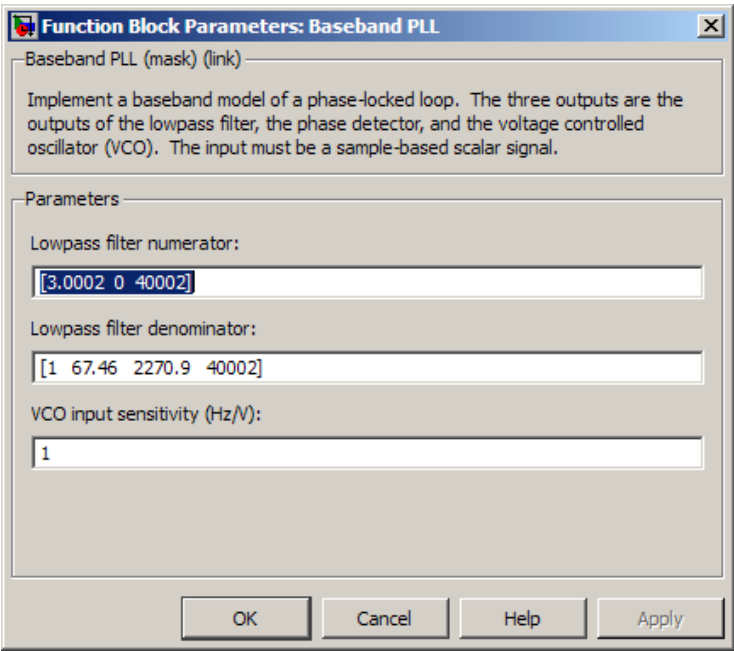 Function Block Parameters: Baseband PLL
Baseband PLL (mask) (link)
Implement a baseband model of a phase-locked loop. The three outputs are the
outputs of the lowpass filter, the phase detector, and the voltage controlled
oscillator (VCO). The input must be a sample-based scalar signal.
Parameters
Lowpass filter numerator:
[3.0002 0 40002]
Lowpass filter denominator:
[1 67.46 2270.9 40002]
VCO input sensitivity (Hz/V):
1
OK Cancel Help Apply